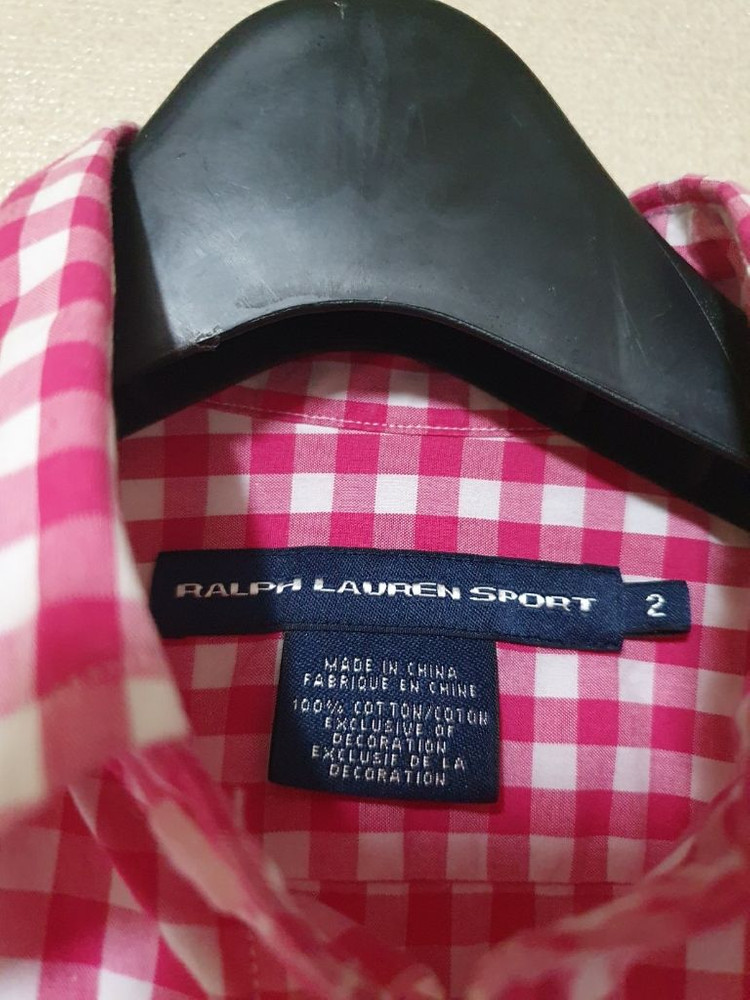 RALPH LAUREN SPORT
2
MADE IN CHINA
FABRIQUE EN CHINE
100% COTTON/COTON
EXCLUSIVE OF
DECORATION
EXCLUSIF DE LA
DECORATION